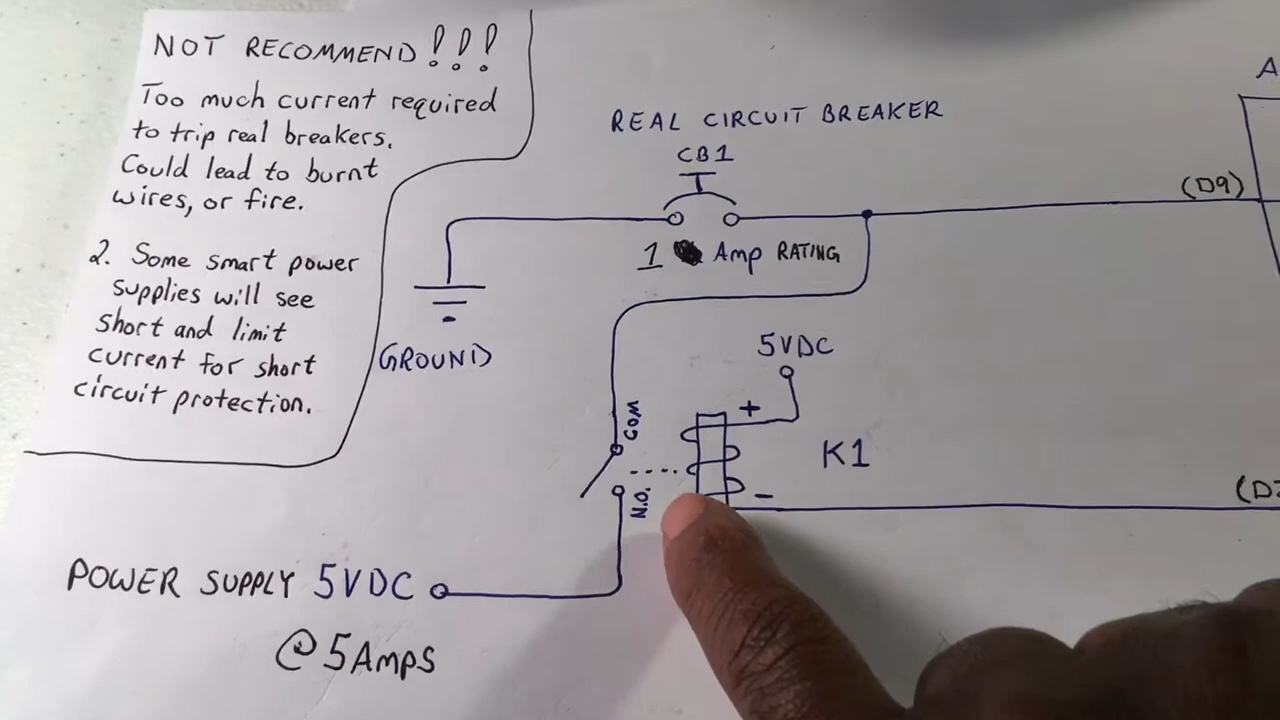 NOT RECOMMEND!!!
Too much current required
to trip real breakers.
Could lead to burnt
wires, or fire.
2. Some smart power
supplies will see
short and limit
current for short
circuit protection.
REAL CIRCUIT BREAKER
CB1
1 Amp RATING
(D9)
A
GROUND
5VDC
+
COM
K1
N.O.
-
POWER SUPPLY 5VDC
@5Amps